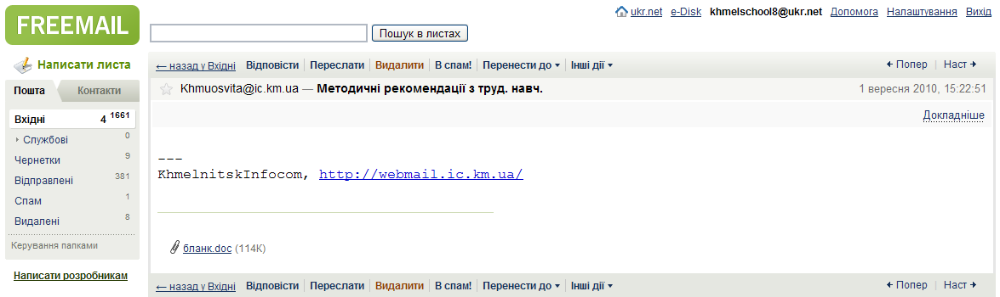 FREEMAIL
ukr.net e-Disk khmelschool8@ukr.net Допомога Налаштування Вихід
Пошук в листах
Написати листа
Пошта Контакти
Вхідні 4 1661
Службові 0
Чернетки 9
Відправлені 381
Спам 1
Видалені 8
Керування папками
Написати розробникам
← назад у Вхідні Відповісти Переслати Видалити В спам! Перенести до Інші дії Попер | Наст
Khmuosvita@ic.km.ua — Методичні рекомендації з труд. навч. 1 вересня 2010, 15:22:51
Докладніше
---
KhmelnitskInfocom, http://webmail.ic.km.ua/
бланк.doc (114К)
← назад у Вхідні Відповісти Переслати Видалити В спам! Перенести до Інші дії Попер | Наст